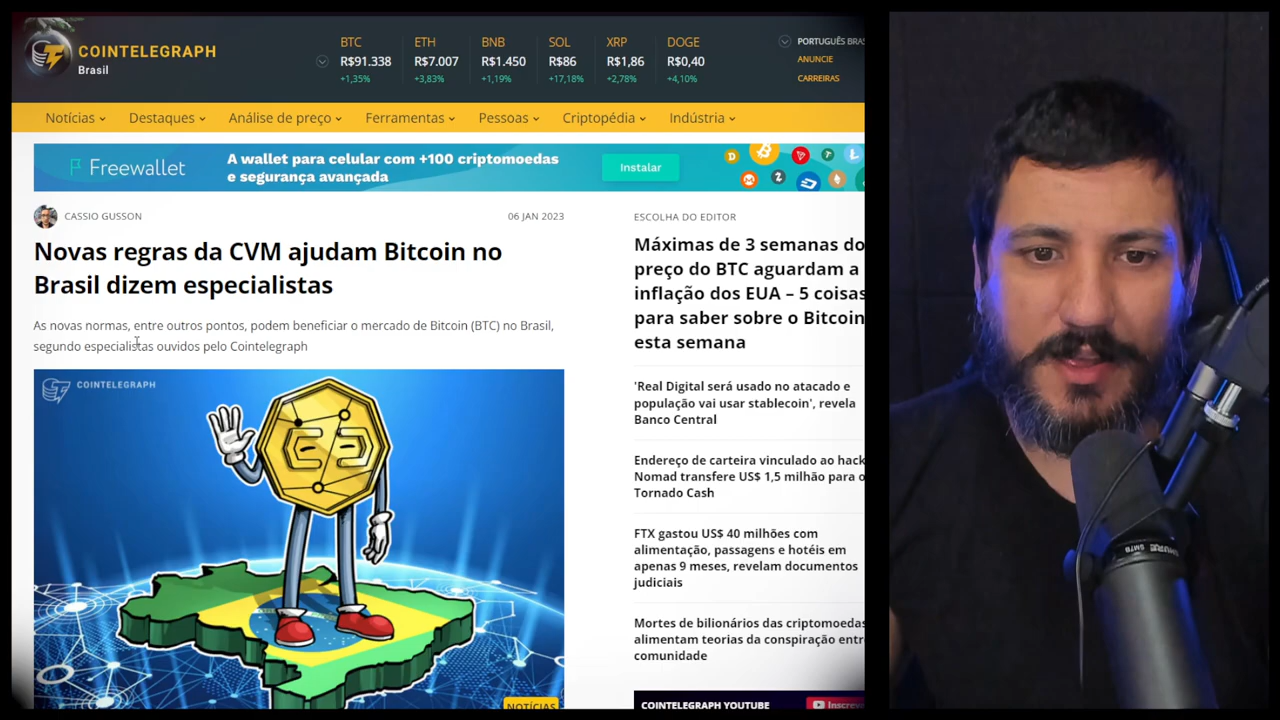 COINTELEGRAPH
Brasil
BTC ETH BNB SOL XRP DOGE
R$91.338 R$7.007 R$1.450 R$86 R$1,86 R$0,40
+1,35% +3,83% +1,19% +17,18% +2,78% +4,10%
PORTUGUÊS BRAS
ANUNCIE
CARREIRAS
Notícias Destaques Análise de preço Ferramentas Pessoas Criptopédia Indústria
Freewallet
A wallet para celular com +100 criptomoedas
e segurança avançada
Instalar
CASSIO GUSSON 06 JAN 2023
Novas regras da CVM ajudam Bitcoin no
Brasil dizem especialistas
As novas normas, entre outros pontos, podem beneficiar o mercado de Bitcoin (BTC) no Brasil,
segundo especialistas ouvidos pelo Cointelegraph
COINTELEGRAPH
NOTÍCIAS
ESCOLHA DO EDITOR
Máximas de 3 semanas do
preço do BTC aguardam a
inflação dos EUA – 5 coisas
para saber sobre o Bitcoin
esta semana
'Real Digital será usado no atacado e
população vai usar stablecoin', revela
Banco Central
Endereço de carteira vinculado ao hack
Nomad transfere US$ 1,5 milhão para o
Tornado Cash
FTX gastou US$ 40 milhões com
alimentação, passagens e hotéis em
apenas 9 meses, revelam documentos
judiciais
Mortes de bilionários das criptomoedas
alimentam teorias da conspiração entr
comunidade
COINTELEGRAPH YOUTUBE
Inscrev
SHURE SM7B